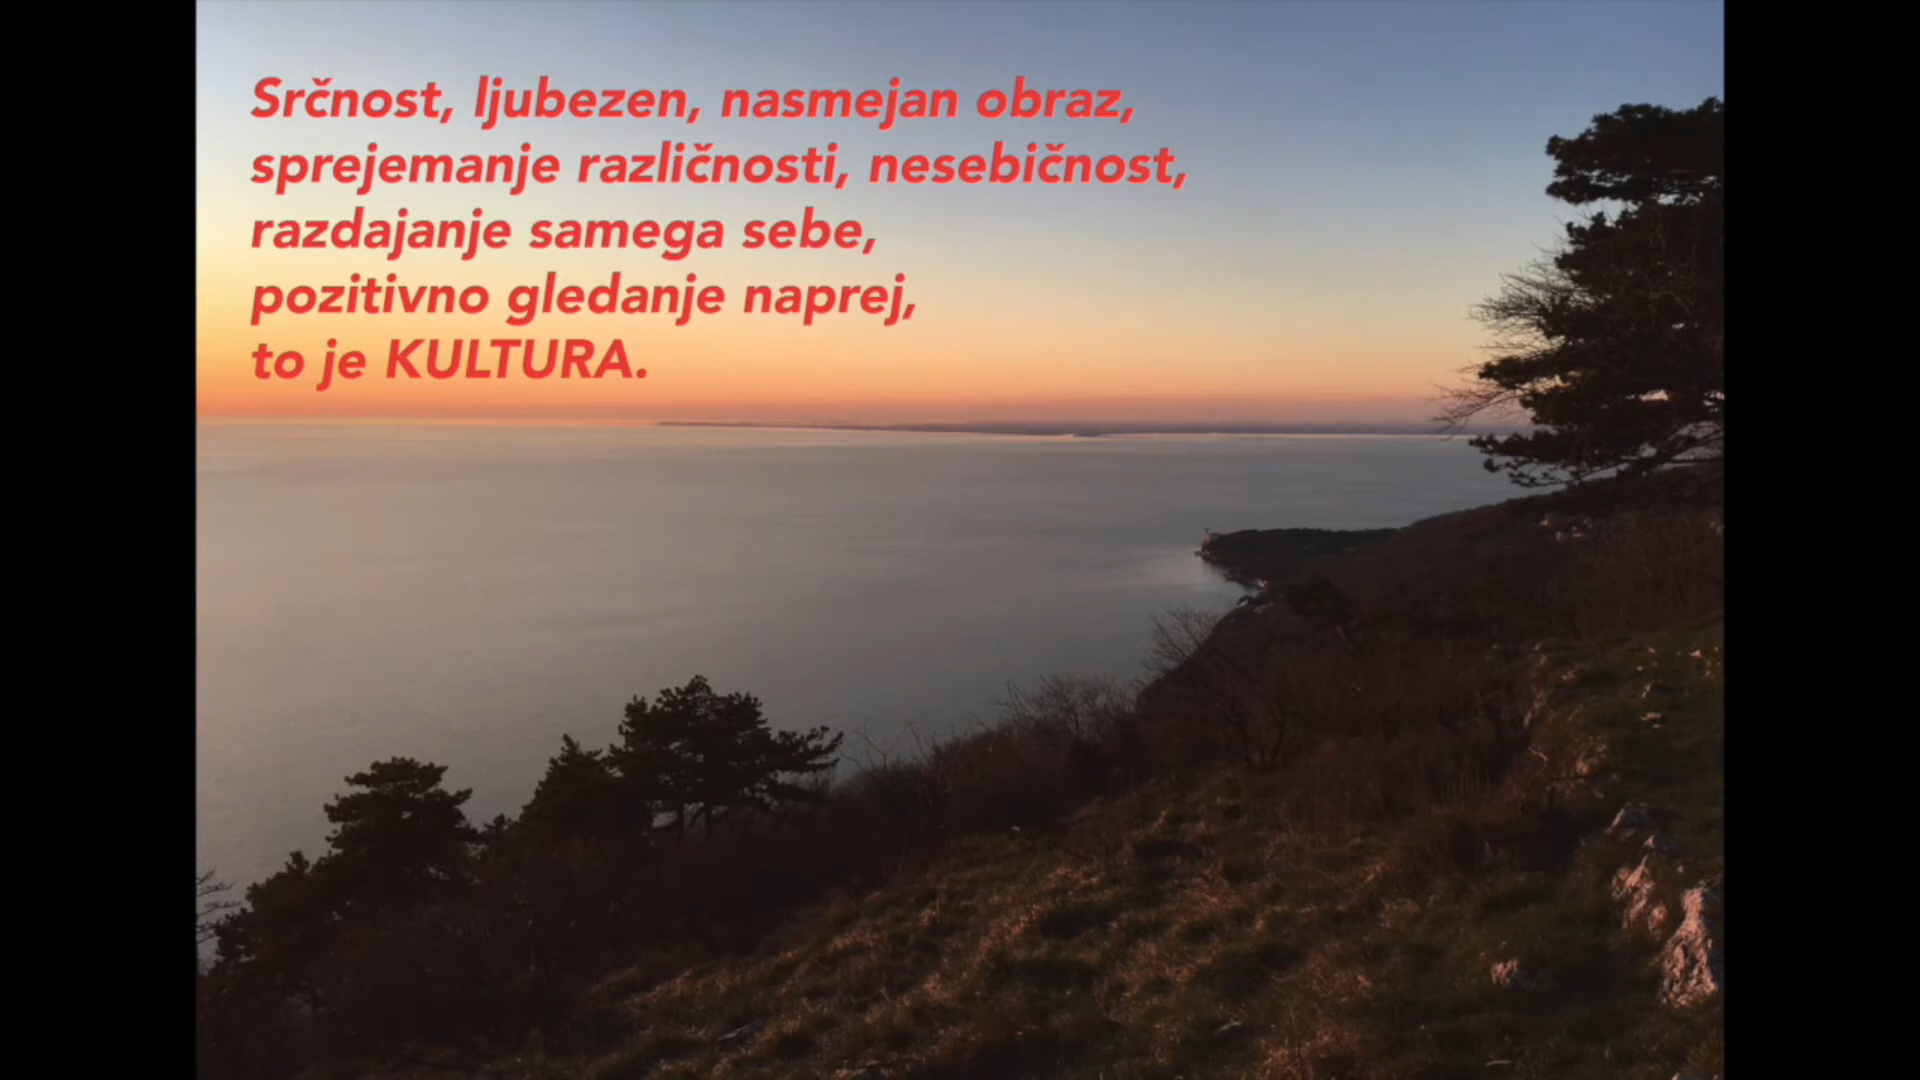 Srčnost, ljubezen, nasmejan obraz,
sprejemanje različnosti, nesebičnost,
razdajanje samega sebe,
pozitivno gledanje naprej,
to je KULTURA.